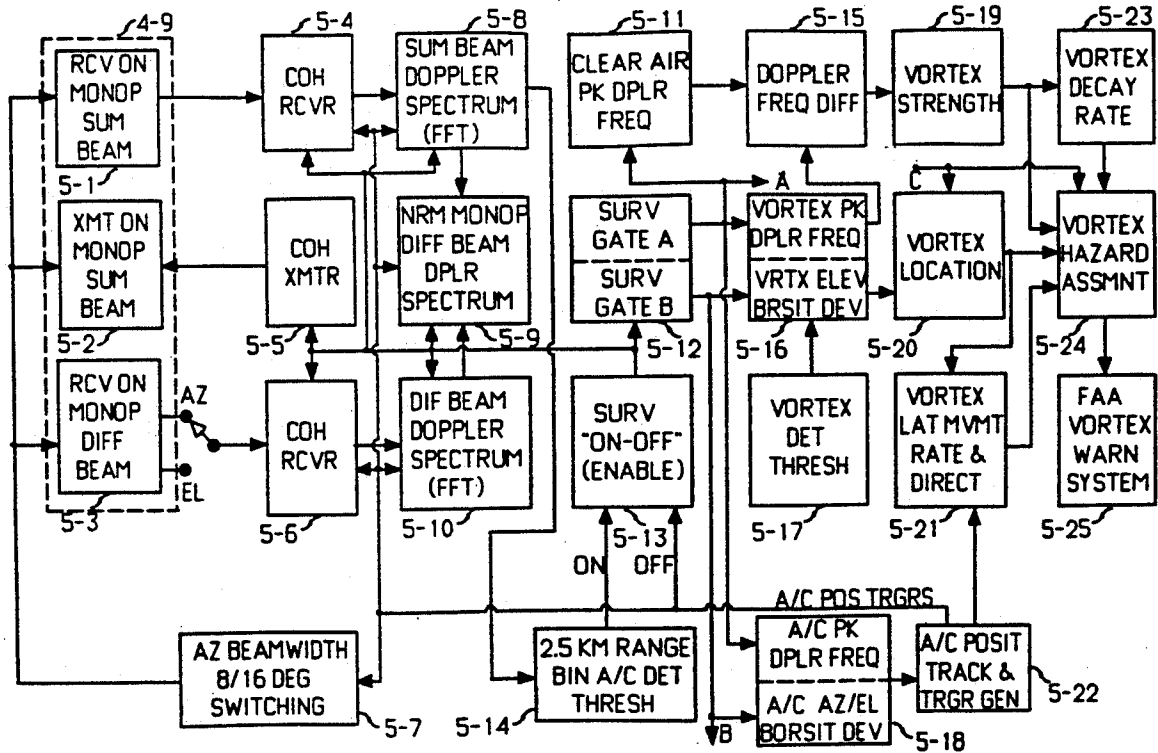 4-9
5-4
5-8
5-11
5-15
5-19
5-23
RCV ON
MONOP
SUM
BEAM
5-1
COH
RCVR
SUM BEAM
DOPPLER
SPECTRUM
(FFT)
CLEAR AIR
PK DPLR
FREQ
DOPPLER
FREQ DIFF
VORTEX
STRENGTH
VORTEX
DECAY
RATE
A
C
XMT ON
MONOP
SUM
BEAM
5-2
COH
XMTR
5-5
NRM MONOP
DIFF BEAM
DPLR
SPECTRUM
5-9
SURV
GATE A
SURV
GATE B
5-12
VORTEX PK
DPLR FREQ
VRTX ELEV
BRSIT DEV
5-16
VORTEX
LOCATION
5-20
VORTEX
HAZARD
ASSMNT
5-24
RCV ON
MONOP
DIFF
BEAM
5-3
AZ
EL
COH
RCVR
5-6
DIF BEAM
DOPPLER
SPECTRUM
(FFT)
5-10
SURV
"ON-OFF"
(ENABLE)
5-13
ON
OFF
VORTEX
DET
THRESH
5-17
VORTEX
LAT MVMT
RATE &
DIRECT
5-21
FAA
VORTEX
WARN
SYSTEM
5-25
A/C POS TRGRS
AZ BEAMWIDTH
8/16 DEG
SWITCHING
5-7
2.5 KM RANGE
BIN A/C DET
THRESH
5-14
A/C PK
DPLR FREQ
A/C AZ/EL
BORSIT DEV
5-18
B
A/C POSIT
TRACK &
TRGR GEN
5-22